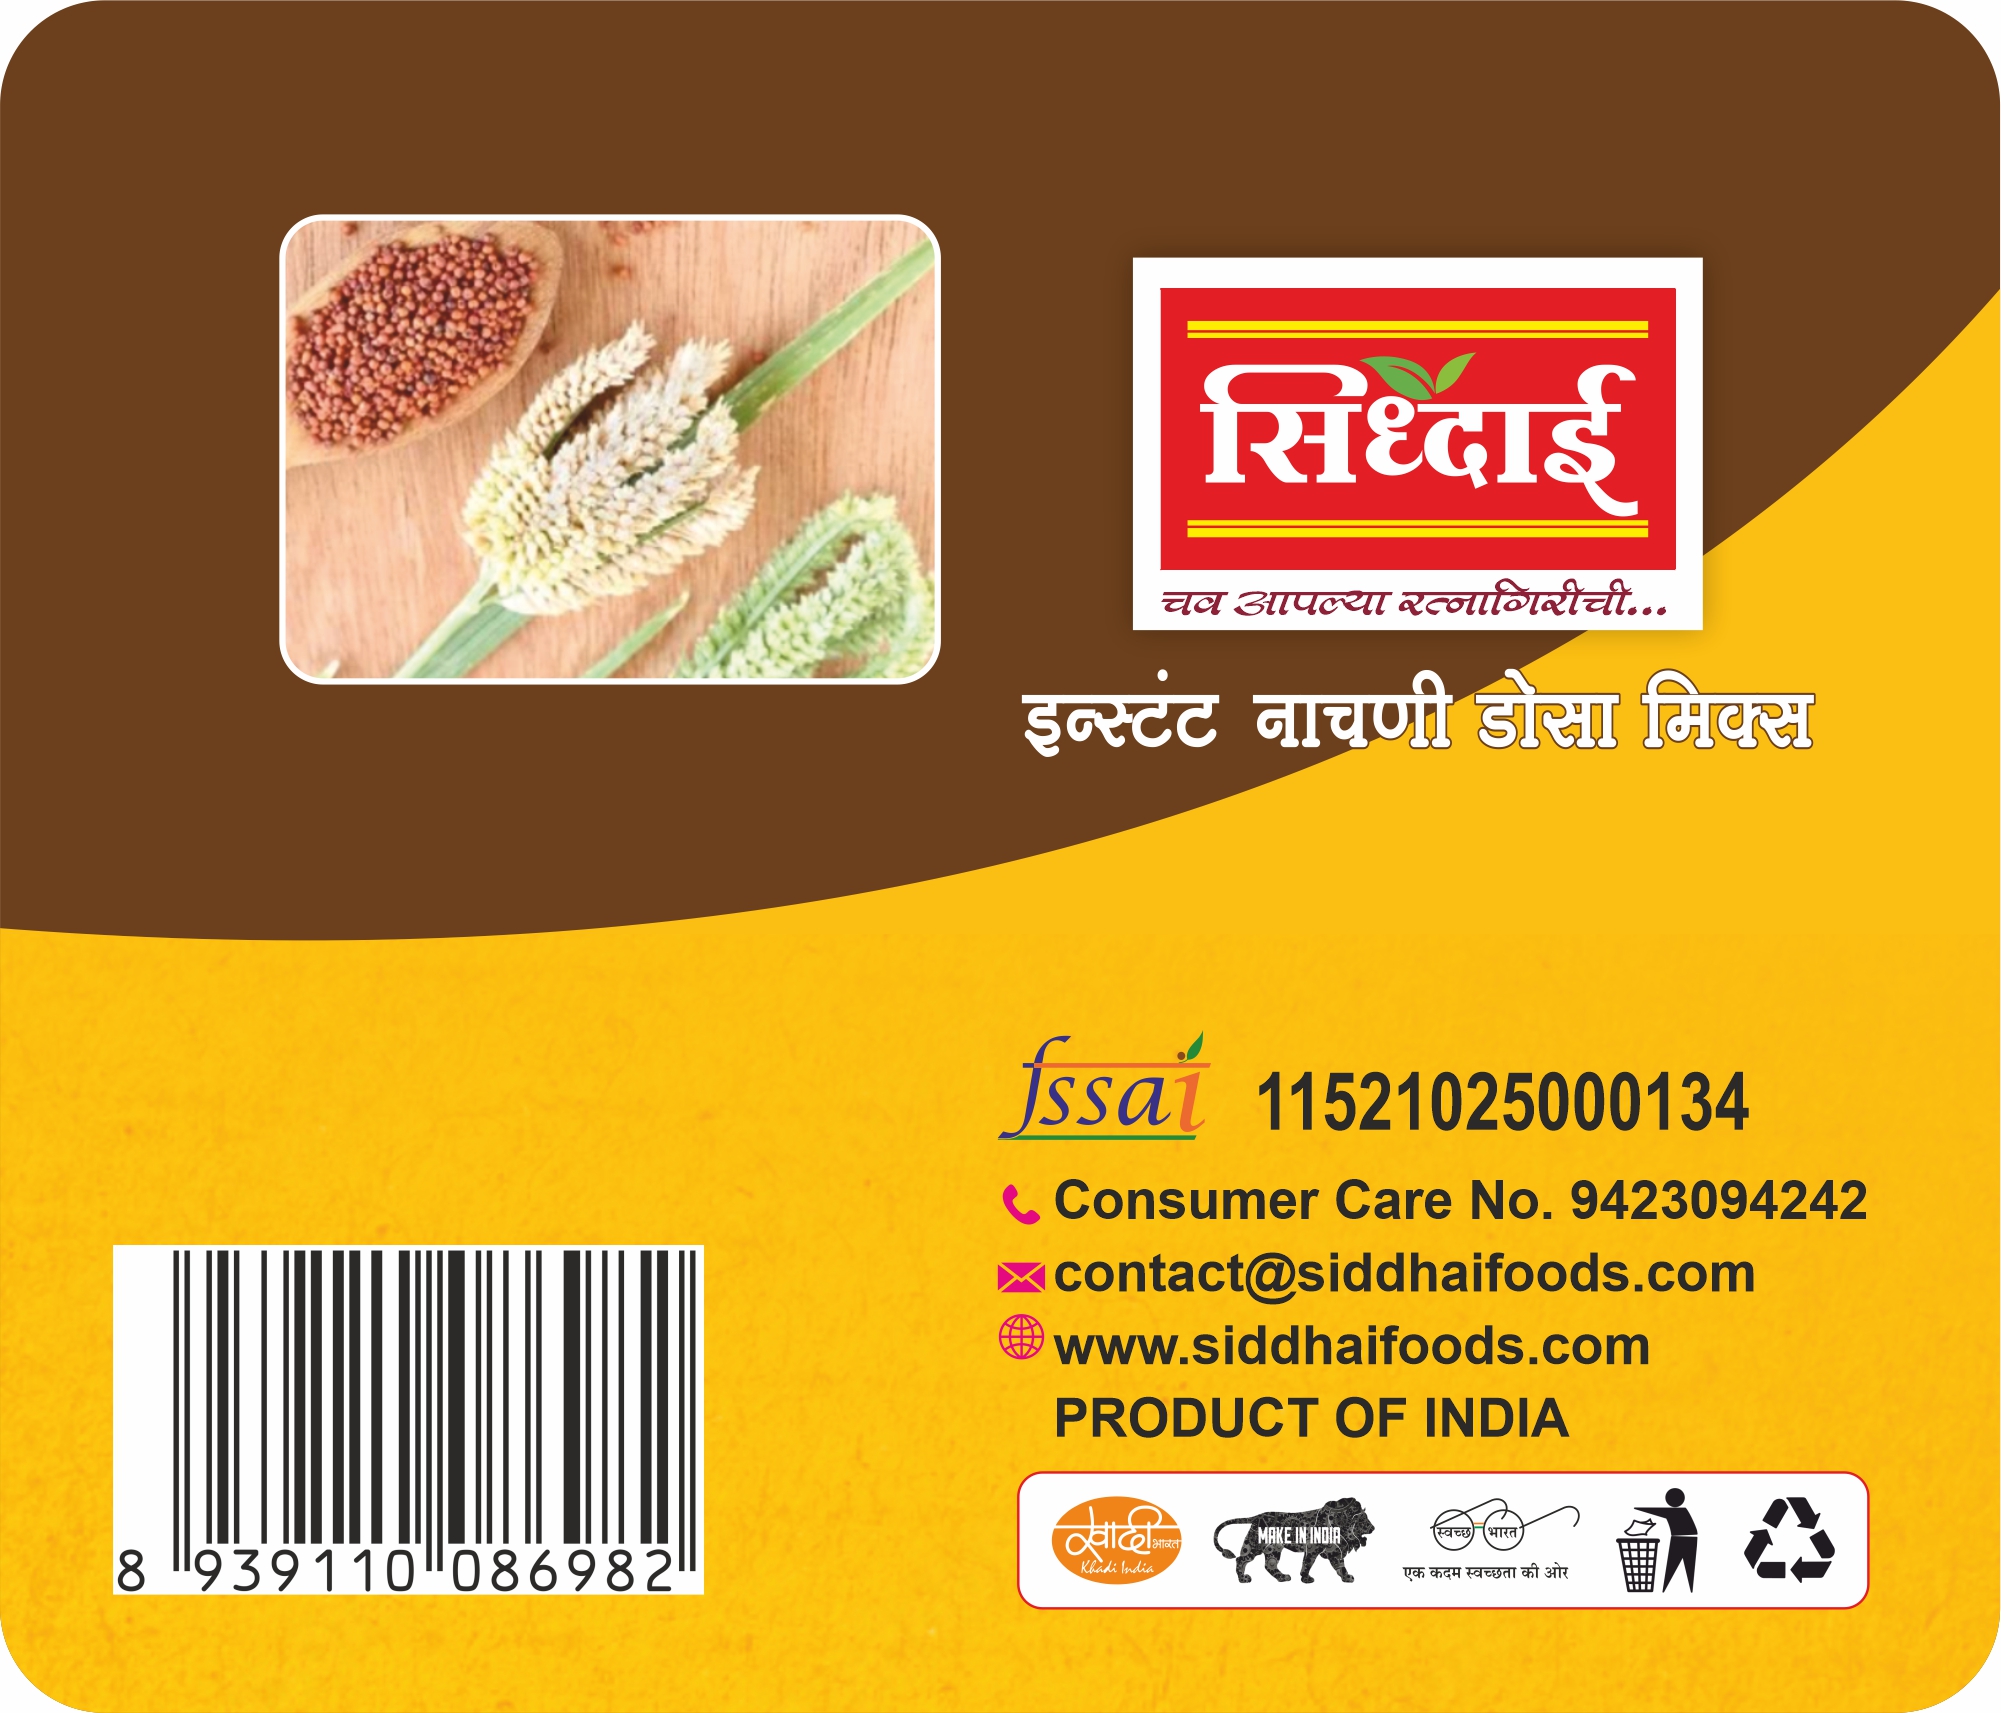 सिध्दाई
चव आपल्या रत्नागिरीची...
इन्स्टंट नाचणी डोसा मिक्स
fssai 11521025000134
Consumer Care No. 9423094242
contact@siddhaifoods.com
www.siddhaifoods.com
PRODUCT OF INDIA
8 939110 086982
खादी भारत
Khadi India
MAKE IN INDIA
स्वच्छ भारत
एक कदम स्वच्छता की ओर